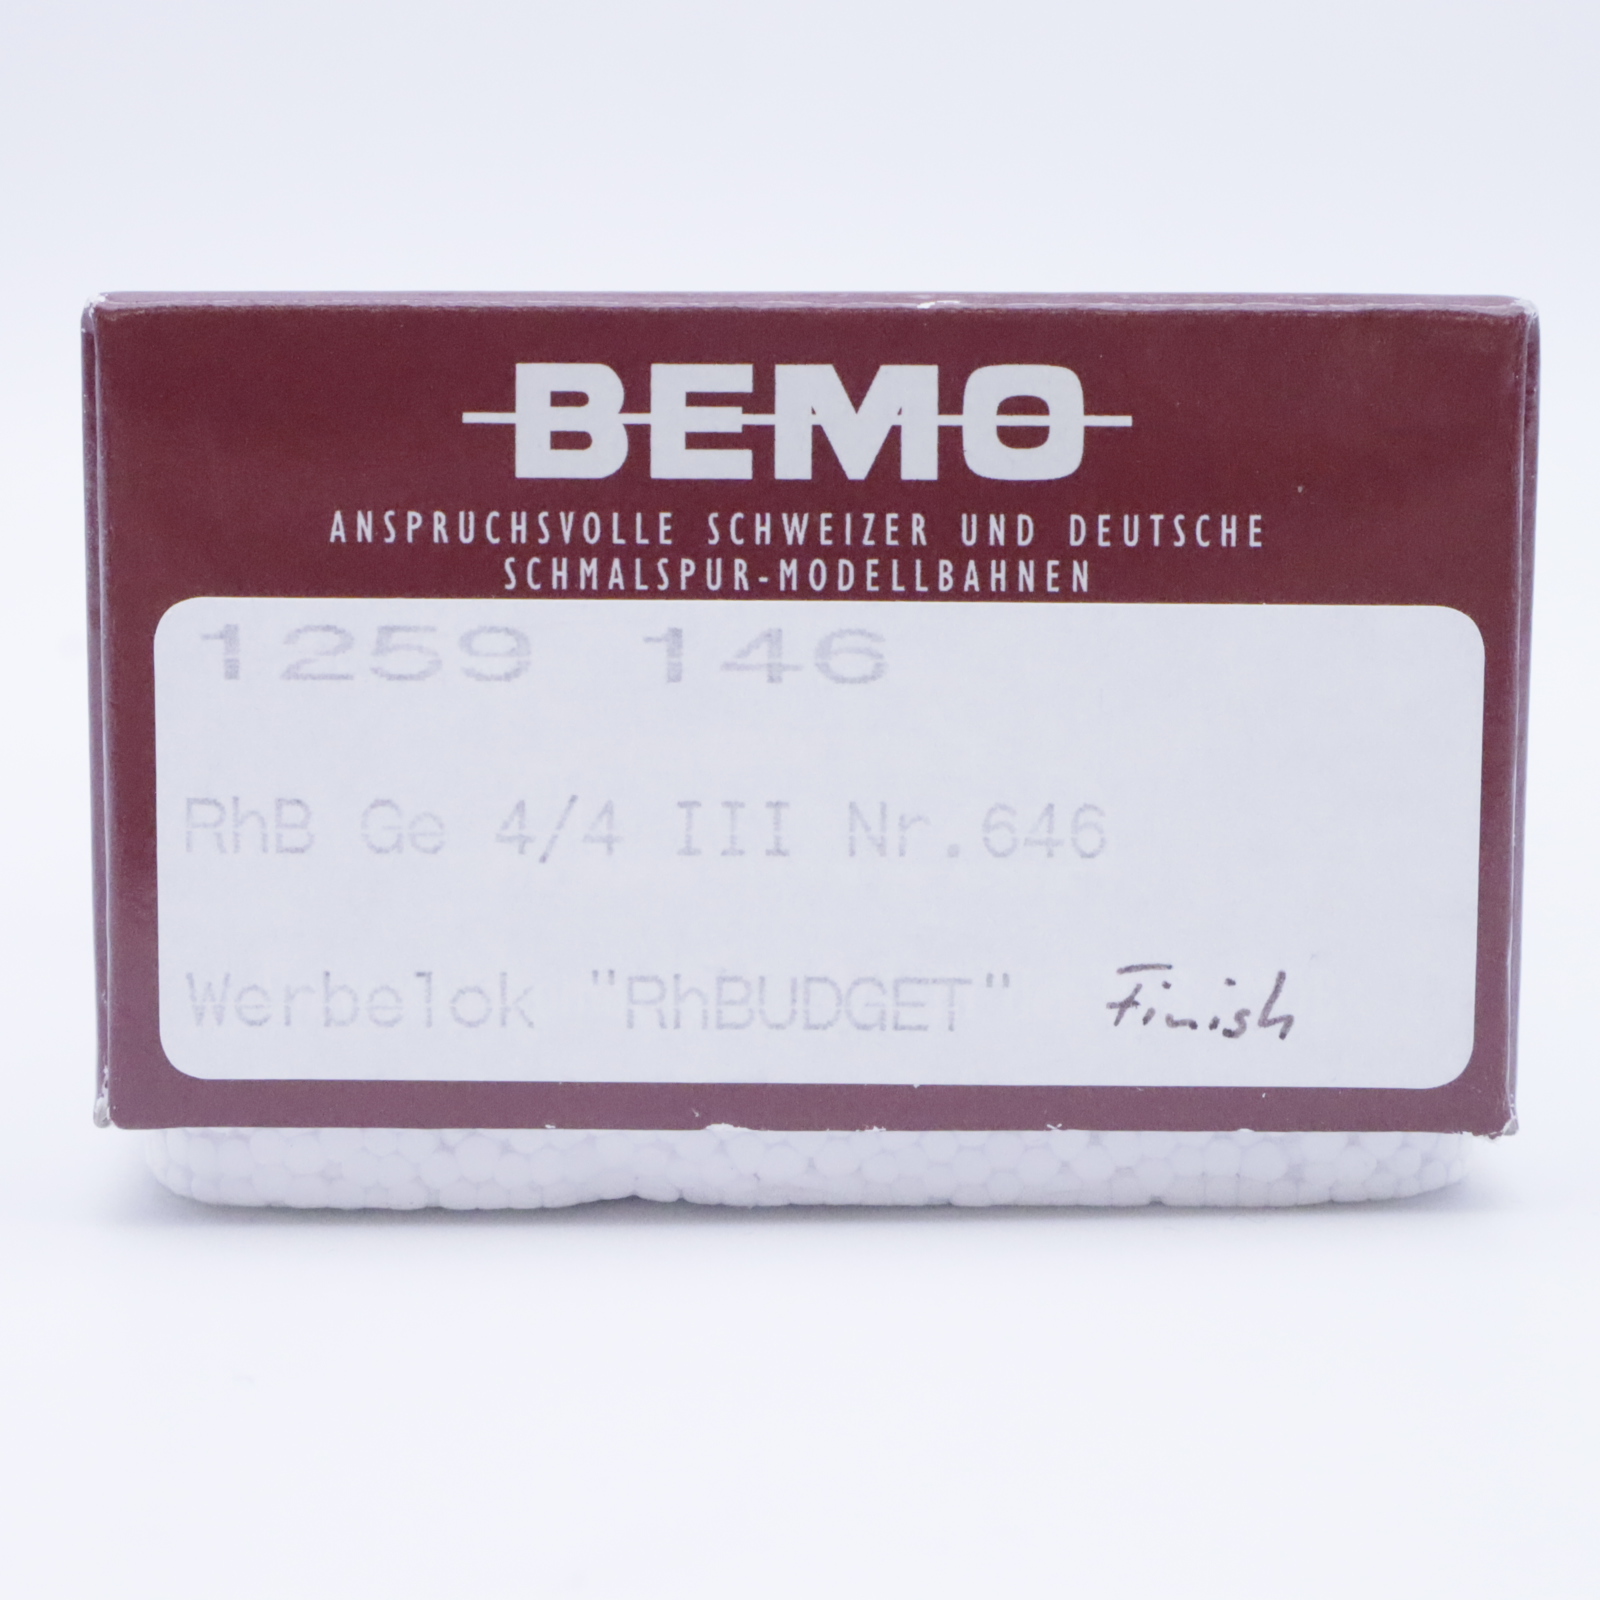 BEMO
ANSPRUCHSVOLLE SCHWEIZER UND DEUTSCHE
SCHMALSPUR-MODELLBAHNEN
1259 146
RhB Ge 4/4 III Nr.646
Werbelok "RhBUDGET" Finish